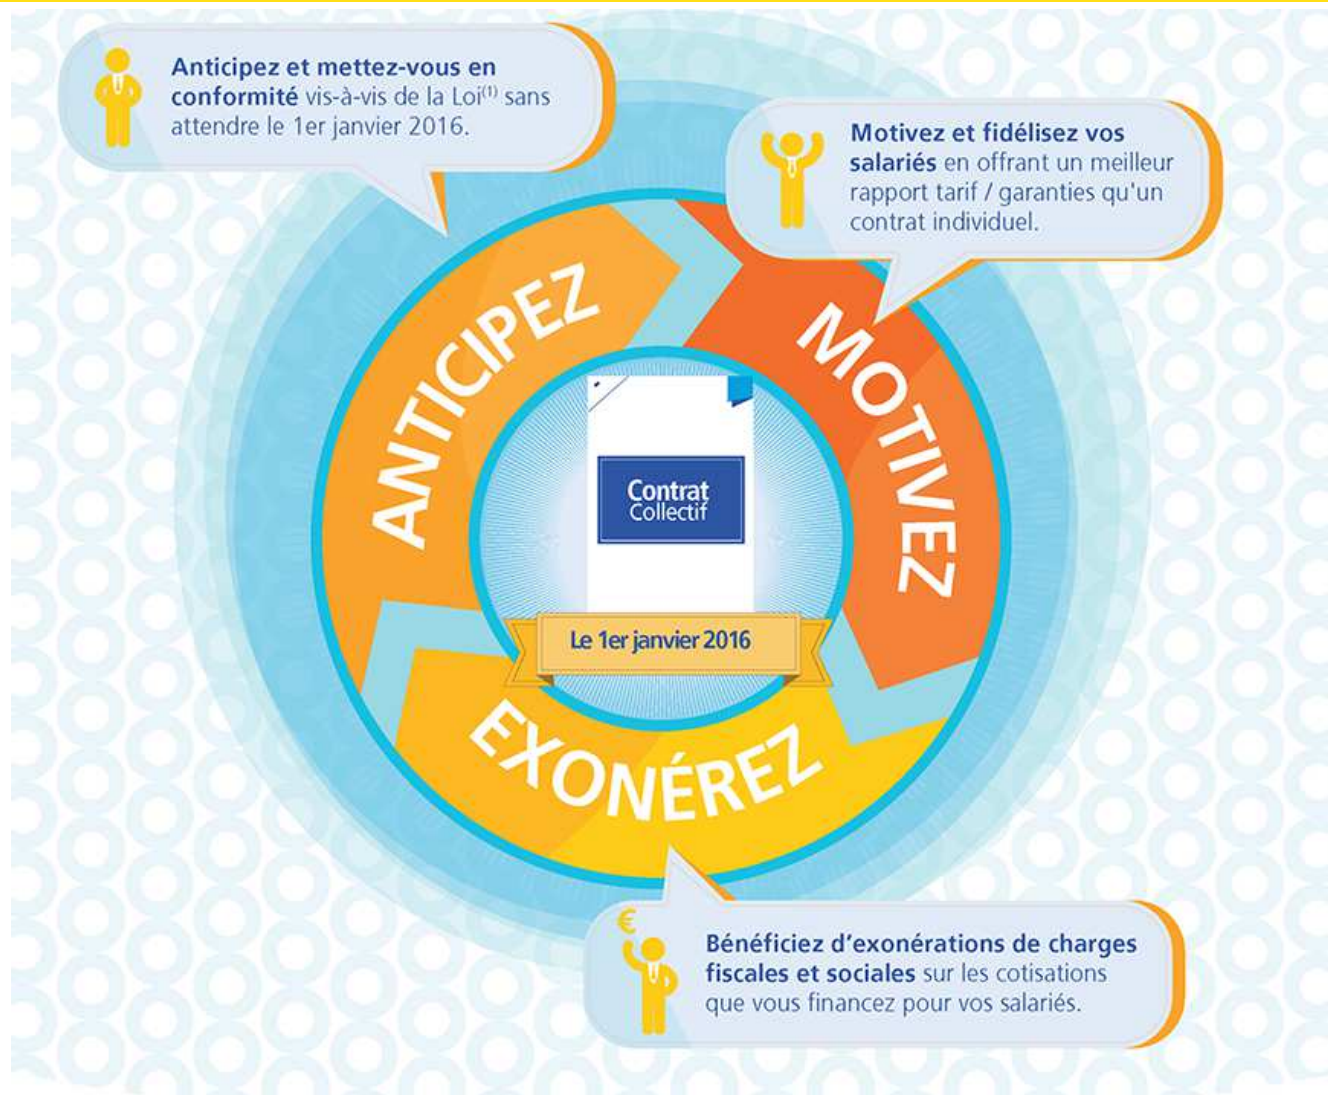 Anticipez et mettez-vous en
conformité vis-à-vis de la Loi⁽¹⁾ sans
attendre le 1er janvier 2016.
Motivez et fidélisez vos
salariés en offrant un meilleur
rapport tarif / garanties qu'un
contrat individuel.
ANTICIPEZ
MOTIVEZ
Contrat
Collectif
Le 1er janvier 2016
EXONÉREZ
€
Bénéficiez d'exonérations de charges
fiscales et sociales sur les cotisations
que vous financez pour vos salariés.